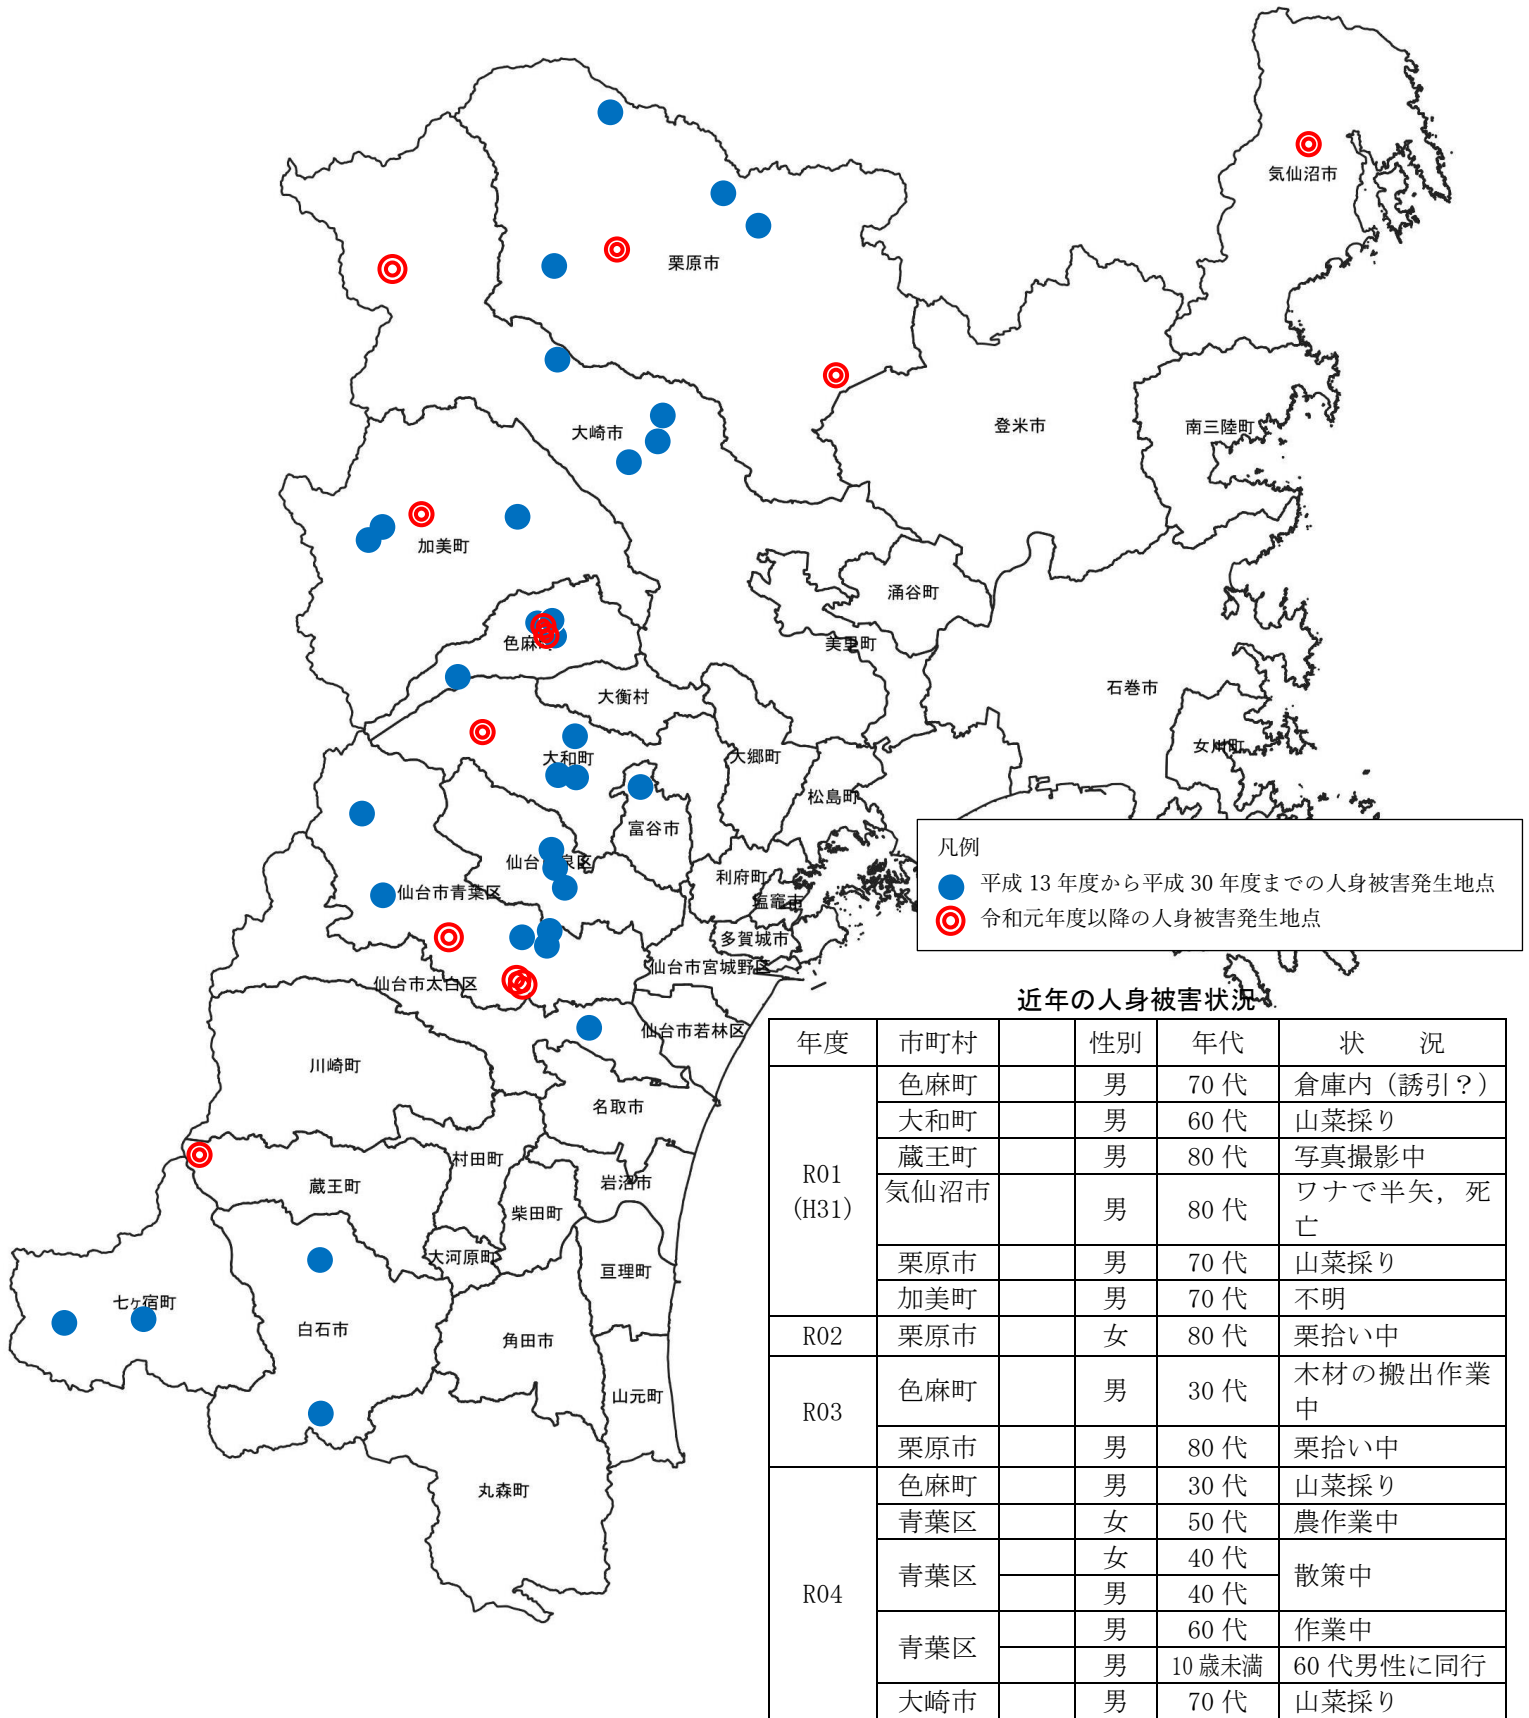 気仙沼市
栗原市
登米市
南三陸町
大崎市
加美町
涌谷町
色麻
美里町
石巻市
大衡村
女川町
大和町
大郷町
松島町
富谷市
仙台
泉区
利府町
塩竈市
仙台市青葉区
多賀城市
仙台市宮城野区
仙台市太白区
仙台市若林区
川崎町
名取市
村田町
岩沼市
蔵王町
柴田町
大河原町
亘理町
七ヶ宿町
白石市
角田市
山元町
丸森町
凡例
平成 13 年度から平成 30 年度までの人身被害発生地点
令和元年度以降の人身被害発生地点
近年の人身被害状況
年度 市町村 性別 年代 状 況
R01
(H31)
色麻町 男 70 代 倉庫内（誘引？）
大和町 男 60 代 山菜採り
蔵王町 男 80 代 写真撮影中
気仙沼市 男 80 代 ワナで半矢，死
亡
栗原市 男 70 代 山菜採り
加美町 男 70 代 不明
R02 栗原市 女 80 代 栗拾い中
R03
色麻町 男 30 代 木材の搬出作業
中
栗原市 男 80 代 栗拾い中
R04
色麻町 男 30 代 山菜採り
青葉区 女 50 代 農作業中
青葉区 女 40 代 散策中
男 40 代
青葉区 男 60 代 作業中
男 10 歳未満 60 代男性に同行
大崎市 男 70 代 山菜採り